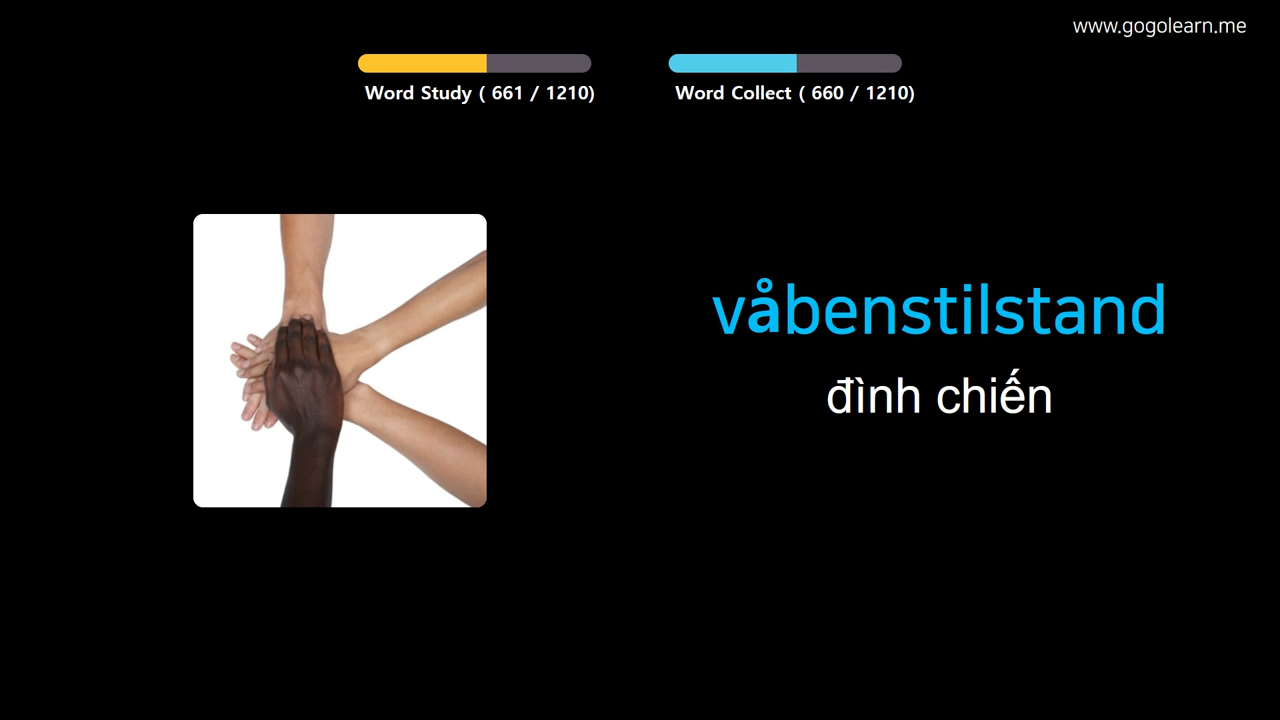 www.gogolearn.me
Word Study ( 661 / 1210)
Word Collect ( 660 / 1210)
våbenstilstand
đình chiến